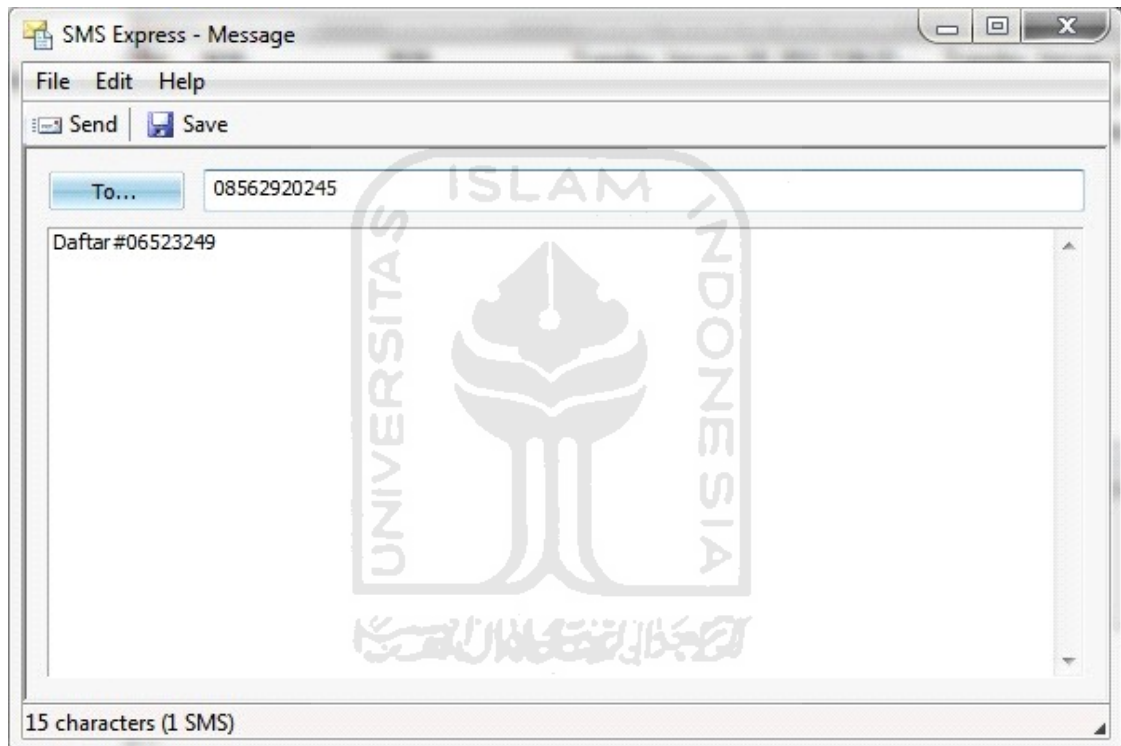 SMS Express - Message
File Edit Help
Send Save
To... 08562920245
Daftar#06523249
ISLAM
UNIVERSITAS
INDONESIA
15 characters (1 SMS)